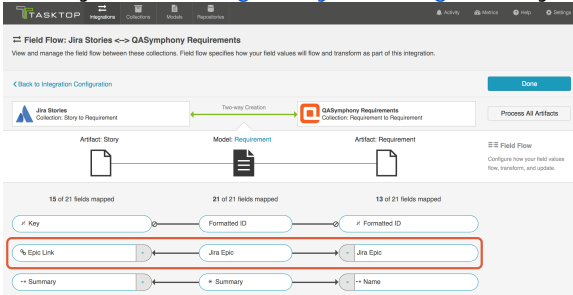 TASKTOP
Integrations
Collections
Models
Repositories
Activity
Metrics
Help
Settings
Field Flow: Jira Stories <--> QASymphony Requirements
View and manage the field flow between these collections. Field flow specifies how your field values will flow and transform as part of this integration.
Back to Integration Configuration
Done
Jira Stories
Collection: Story to Requirement
Two-way Creation
QASymphony Requirements
Collection: Requirement to Requirement
Process All Artifacts
Artifact: Story
Model: Requirement
Artifact: Requirement
Field Flow
Configure how your field values
flow, transform, and update.
15 of 21 fields mapped
21 of 21 fields mapped
13 of 21 fields mapped
Key
Formatted ID
Formatted ID
Epic Link
Jira Epic
Jira Epic
Summary
* Summary
Name